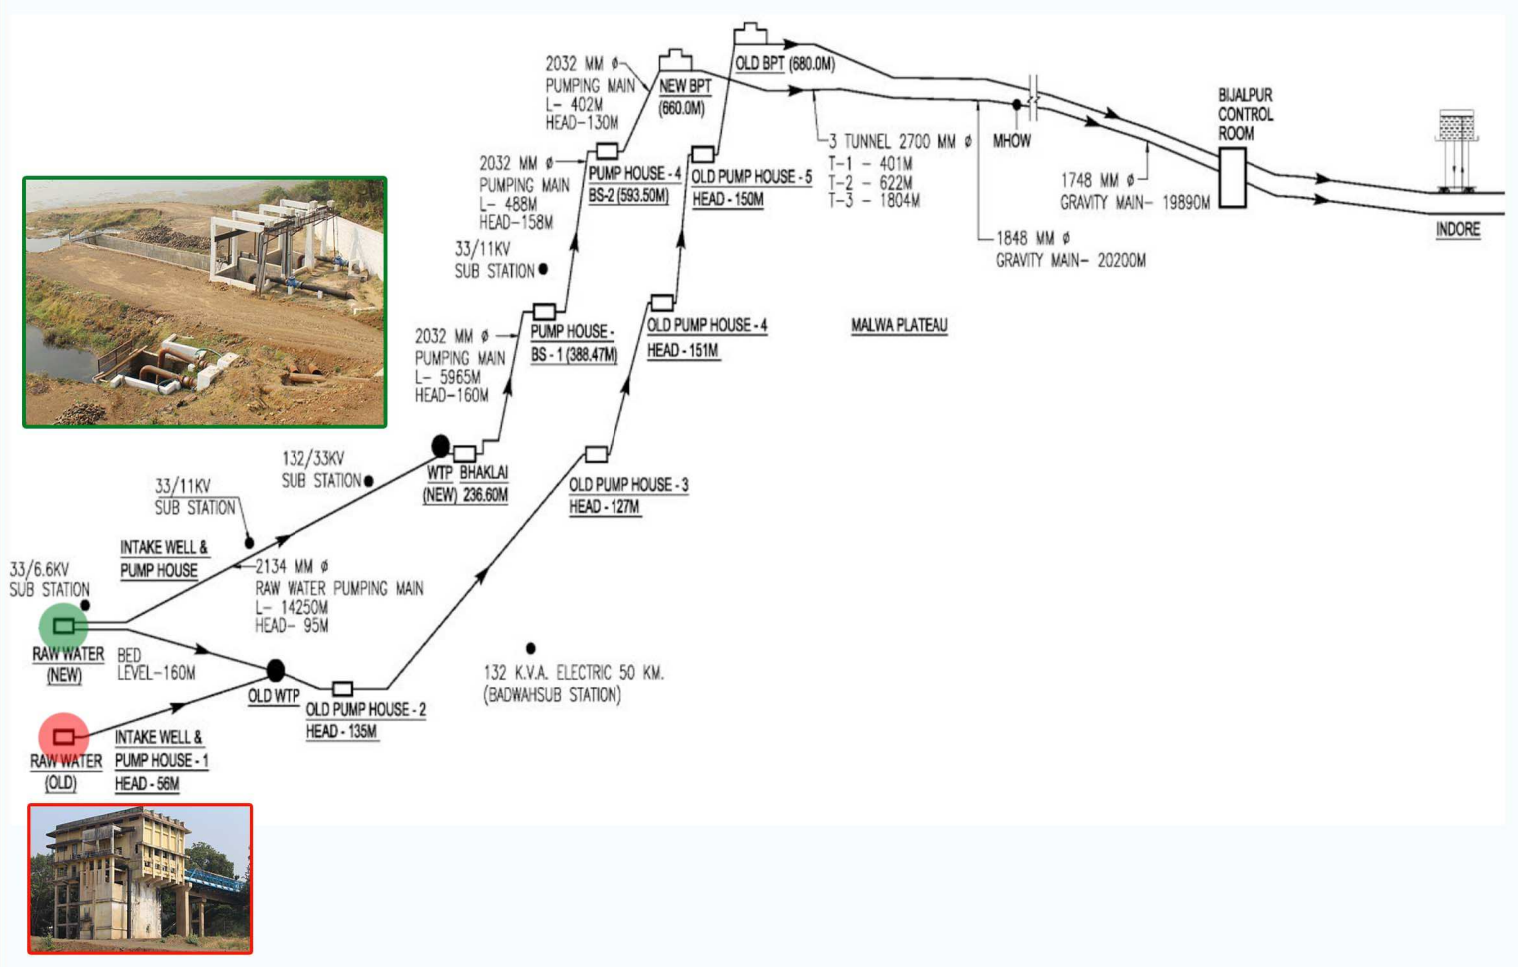 2032 MM ø
PUMPING MAIN
L- 402M
HEAD-130M
NEW BPT
(660.0M)
OLD BPT (680.0M)
2032 MM ø
PUMPING MAIN
L- 488M
HEAD-158M
PUMP HOUSE - 4
BS-2 (593.50M)
OLD PUMP HOUSE - 5
HEAD - 150M
3 TUNNEL 2700 MM ø
T-1 - 401M
T-2 - 622M
T-3 - 1804M
MHOW
BIJALPUR
CONTROL
ROOM
1748 MM ø
GRAVITY MAIN- 19890M
1848 MM ø
GRAVITY MAIN- 20200M
INDORE
33/11KV
SUB STATION
2032 MM ø
PUMPING MAIN
L- 5965M
HEAD-160M
PUMP HOUSE -
BS - 1 (388.47M)
OLD PUMP HOUSE - 4
HEAD - 151M
MALWA PLATEAU
132/33KV
SUB STATION
33/11KV
SUB STATION
WTP
(NEW)
BHAKLAI
236.60M
OLD PUMP HOUSE - 3
HEAD - 127M
INTAKE WELL &
PUMP HOUSE
33/6.6KV
SUB STATION
2134 MM ø
RAW WATER PUMPING MAIN
L- 14250M
HEAD- 95M
RAW WATER
(NEW)
BED
LEVEL-160M
OLD WTP
OLD PUMP HOUSE - 2
HEAD - 135M
132 K.V.A. ELECTRIC 50 KM.
(BADWAHSUB STATION)
RAW WATER
(OLD)
INTAKE WELL &
PUMP HOUSE - 1
HEAD - 56M